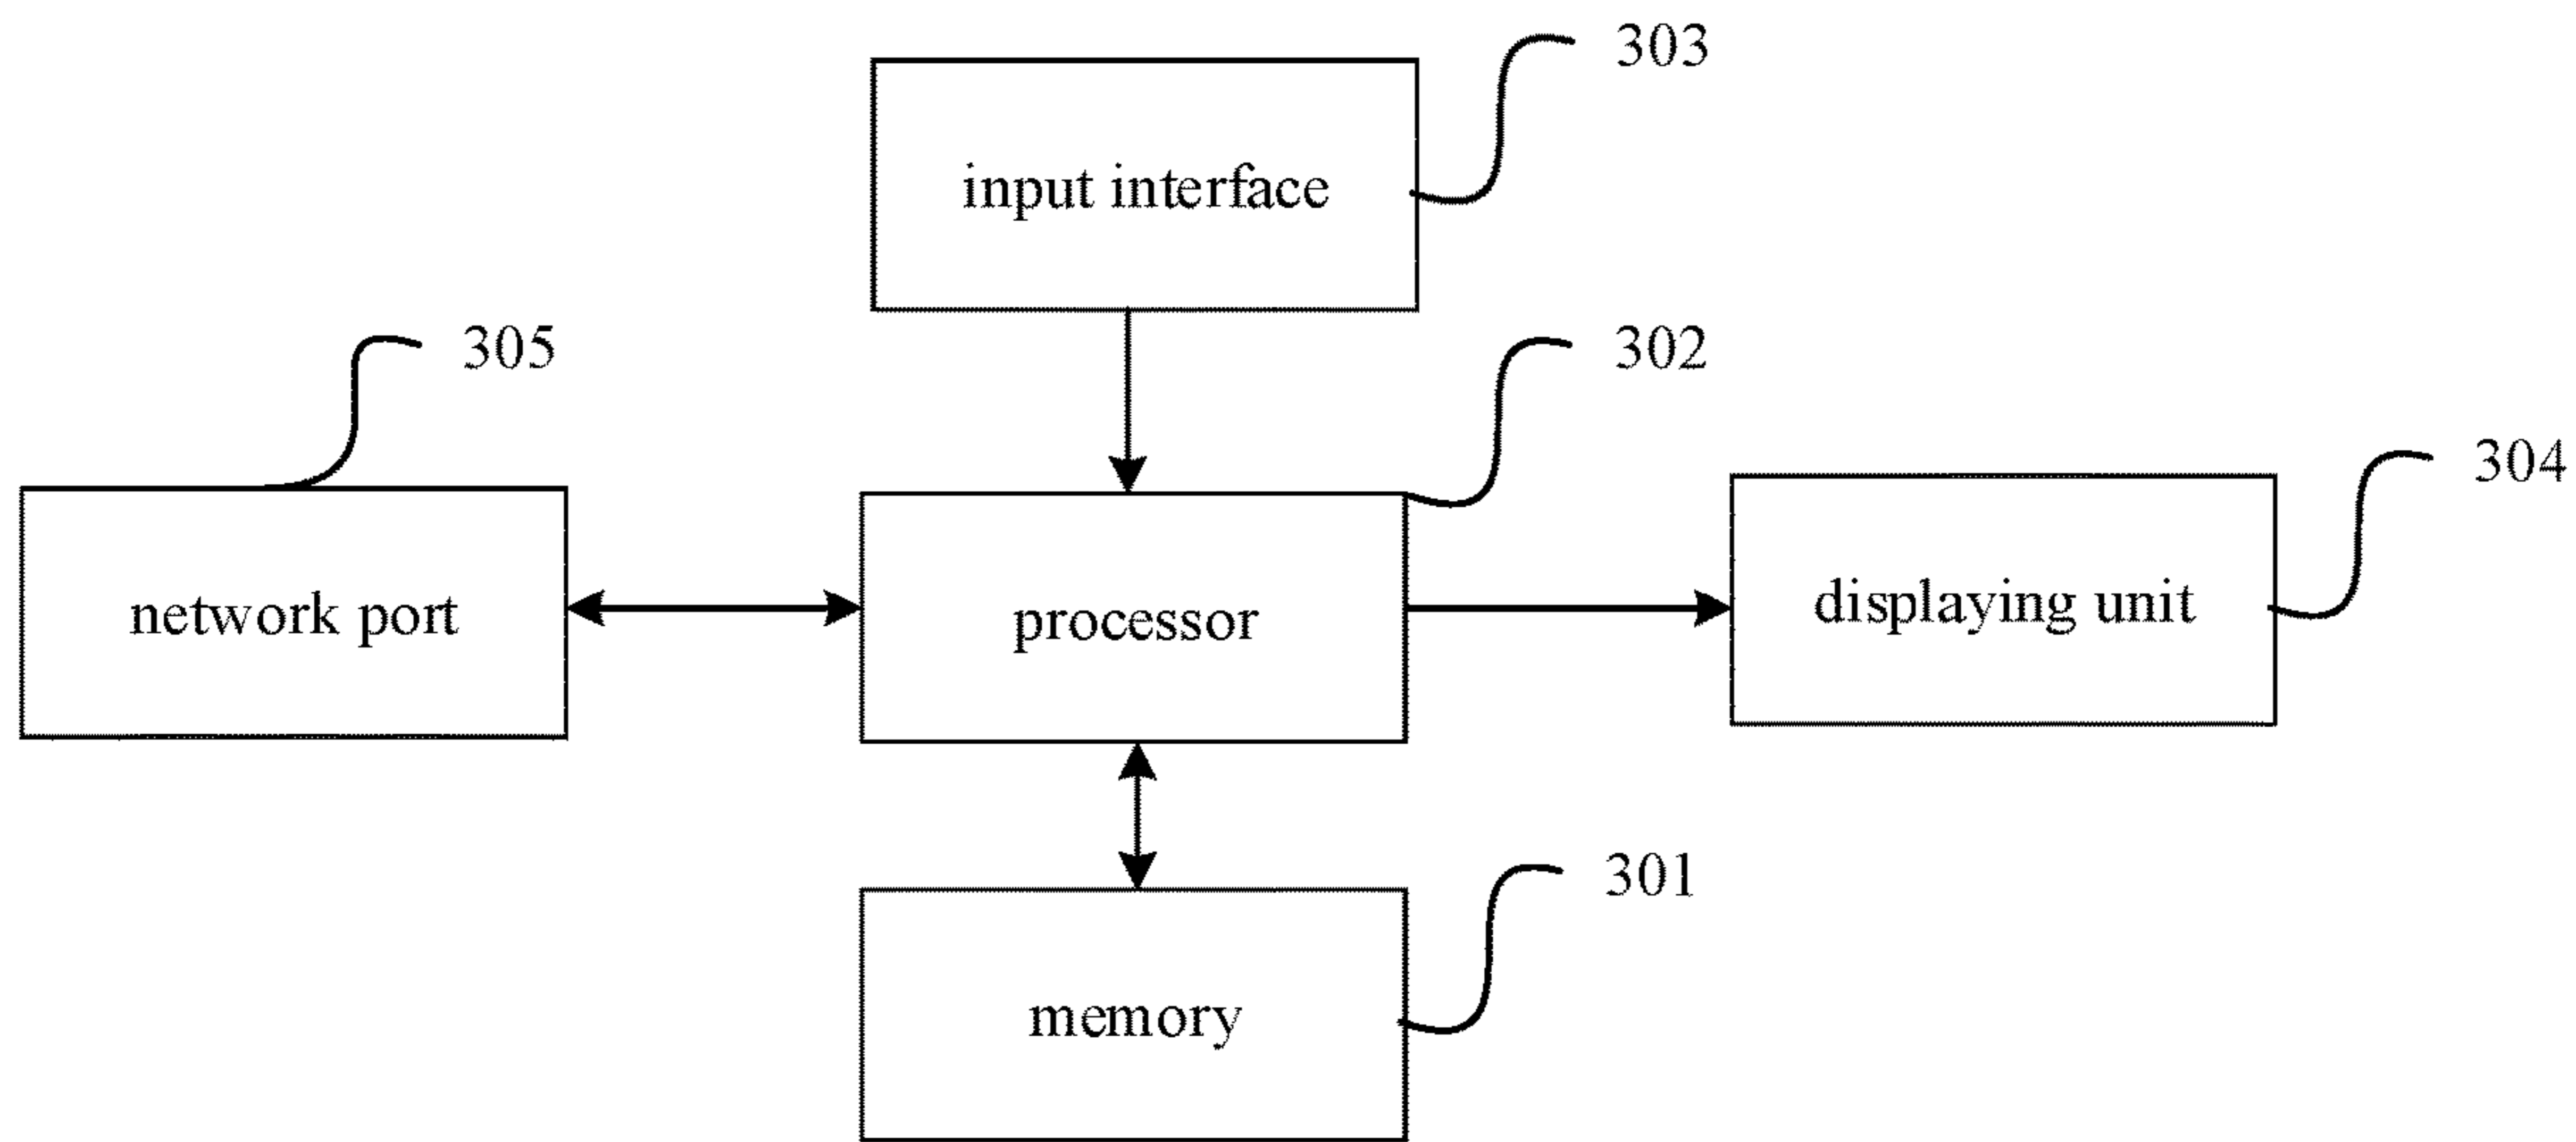 303
input interface
305
302
304
network port
processor
displaying unit
301
memory